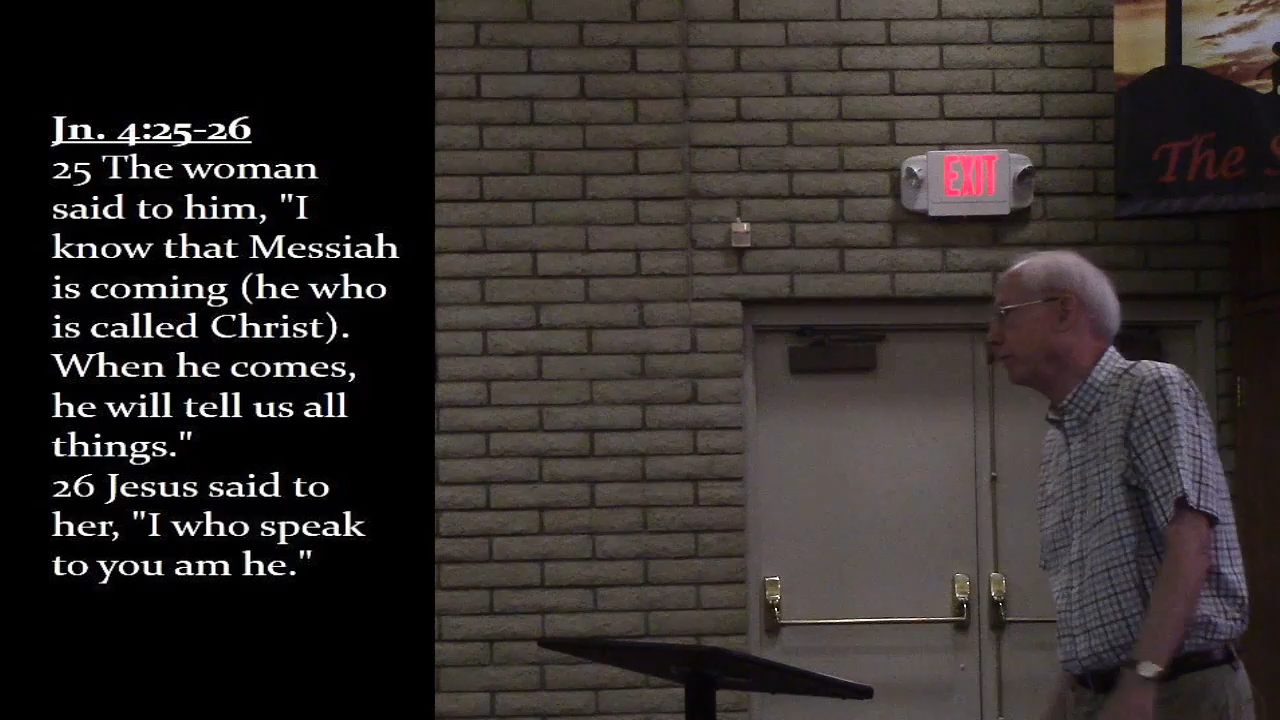 Jn. 4:25-26
25 The woman
said to him, "I
know that Messiah
is coming (he who
is called Christ).
When he comes,
he will tell us all
things."
26 Jesus said to
her, "I who speak
to you am he."
EXIT
The